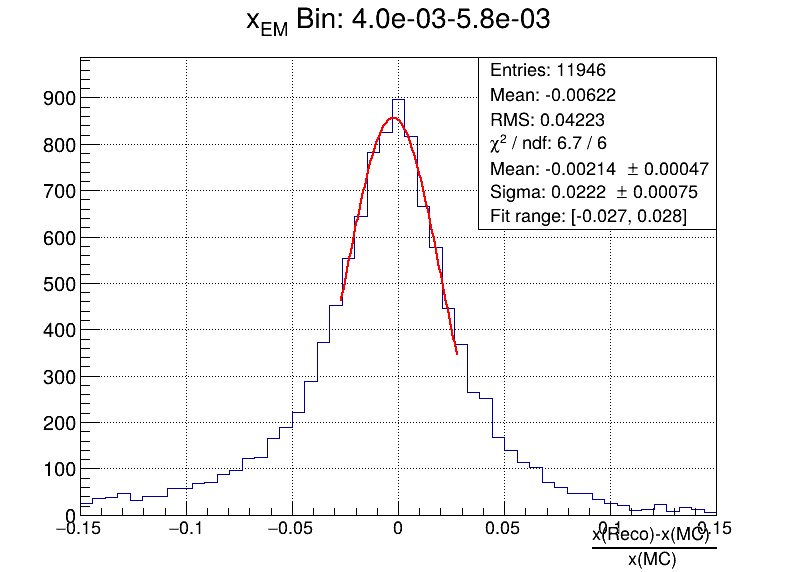 x_EM Bin: 4.0e-03-5.8e-03
Entries: 11946
Mean: -0.00622
RMS: 0.04223
χ² / ndf: 6.7 / 6
Mean: -0.00214 ± 0.00047
Sigma: 0.0222 ± 0.00075
Fit range: [-0.027, 0.028]
900
800
700
600
500
400
300
200
100
0
−0.15 −0.1 −0.05 0 0.05 0.1 0.15
x(Reco)-x(MC)
x(MC)